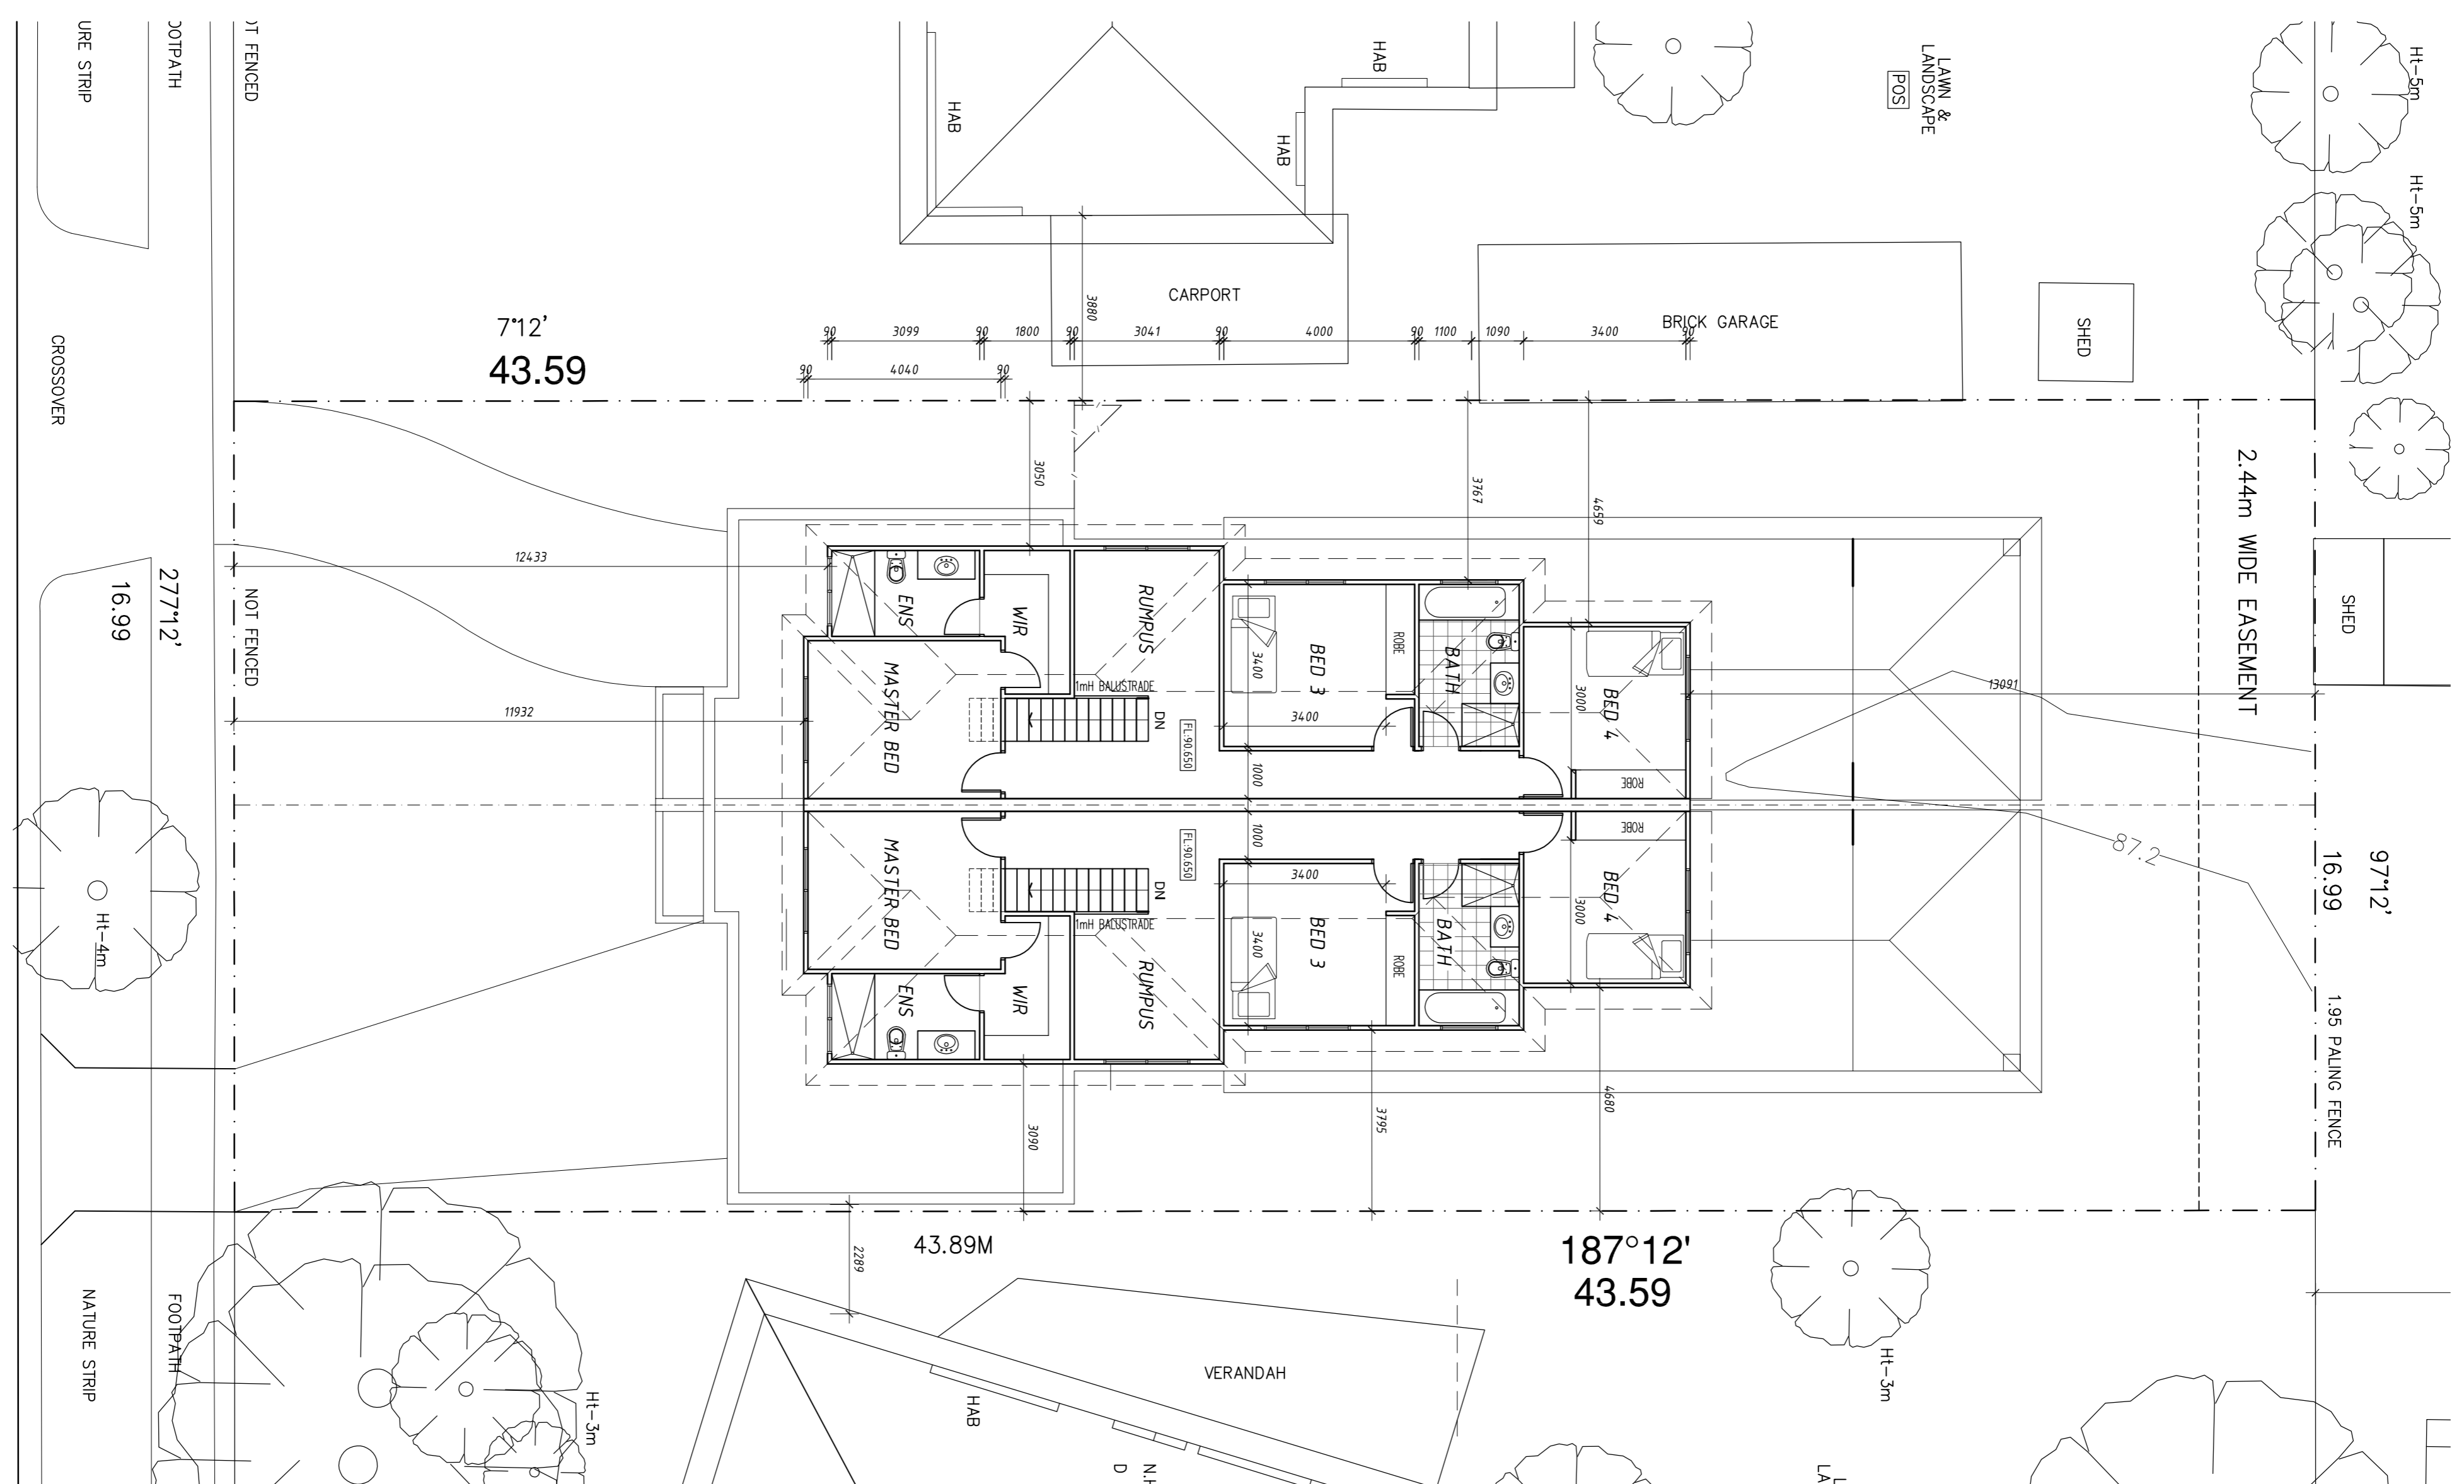 URE STRIP
OOTPATH
OT FENCED
HAB
HAB
HAB
LAWN &
LANDSCAPE
POS
Ht-5m
Ht-5m
CARPORT
BRICK GARAGE
SHED
CROSSOVER
7°12'
43.59
3880
90
3099
90
1800
90
3041
90
4000
90
1100
1090
3400
90
90
4040
90
3050
3767
4659
2.44m WIDE EASEMENT
12433
11932
13091
277°12'
16.99
NOT FENCED
SHED
ENS
WIR
RUMPUS
MASTER BED
1mH BALUSTRADE
DN
FL:90.650
BED 3
3400
3400
ROBE
BATH
BED 4
3000
ROBE
1000
1000
MASTER BED
ENS
WIR
RUMPUS
1mH BALUSTRADE
DN
FL:90.650
BED 3
3400
3400
ROBE
BATH
BED 4
3000
ROBE
87.2
97°12'
16.99
1.95 PALING FENCE
Ht-4m
3090
3795
4680
2289
43.89M
187°12'
43.59
NATURE STRIP
FOOTPATH
Ht-3m
Ht-3m
VERANDAH
HAB
D